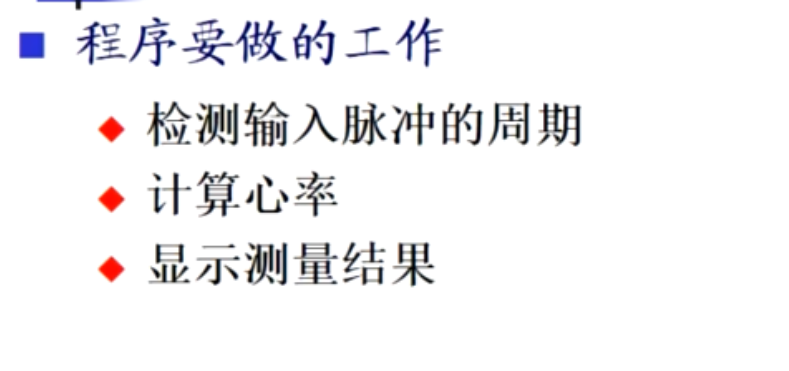 程序要做的工作
检测输入脉冲的周期
计算心率
显示测量结果